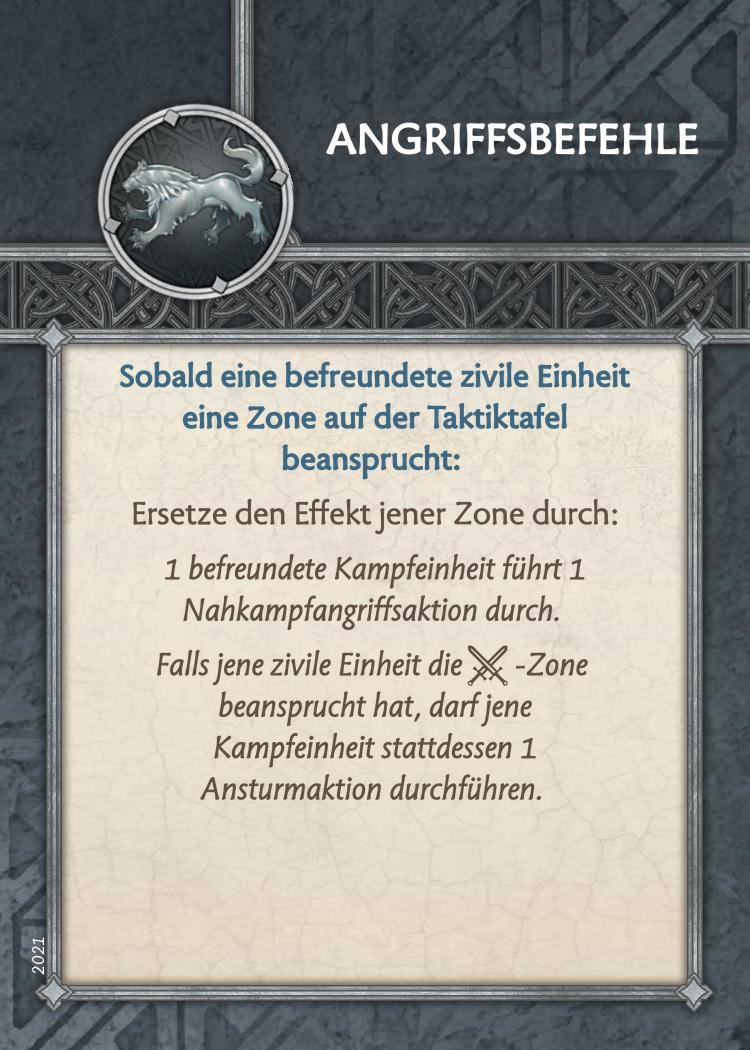 ANGRIFFSBEFEHLE
Sobald eine befreundete zivile Einheit
eine Zone auf der Taktiktafel
beansprucht:
Ersetze den Effekt jener Zone durch:
1 befreundete Kampfeinheit führt 1
Nahkampfangriffsaktion durch.
Falls jene zivile Einheit die -Zone
beansprucht hat, darf jene
Kampfeinheit stattdessen 1
Ansturmaktion durchführen.
2021